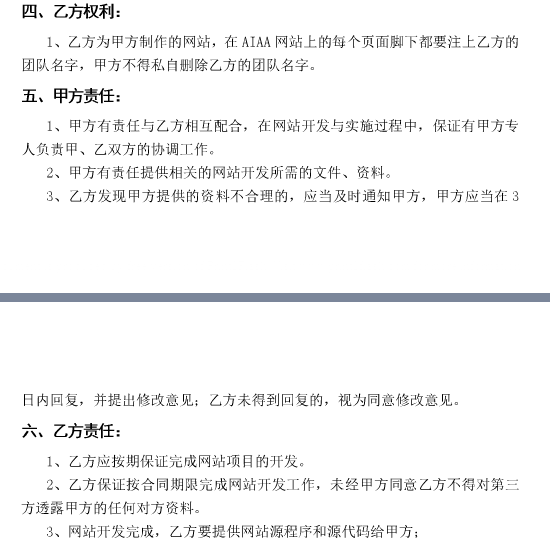 四、乙方权利：
1、乙方为甲方制作的网站，在 AIAA 网站上的每个页面脚下都要注上乙方的
团队名字，甲方不得私自删除乙方的团队名字。
五、甲方责任：
1、甲方有责任与乙方相互配合，在网站开发与实施过程中，保证有甲方专
人负责甲、乙双方的协调工作。
2、甲方有责任提供相关的网站开发所需的文件、资料。
3、乙方发现甲方提供的资料不合理的，应当及时通知甲方，甲方应当在 3
日内回复，并提出修改意见；乙方未得到回复的，视为同意修改意见。
六、乙方责任：
1、乙方应按期保证完成网站项目的开发。
2、乙方保证按合同期限完成网站开发工作，未经甲方同意乙方不得对第三
方透露甲方的任何对方资料。
3、网站开发完成，乙方要提供网站源程序和源代码给甲方；